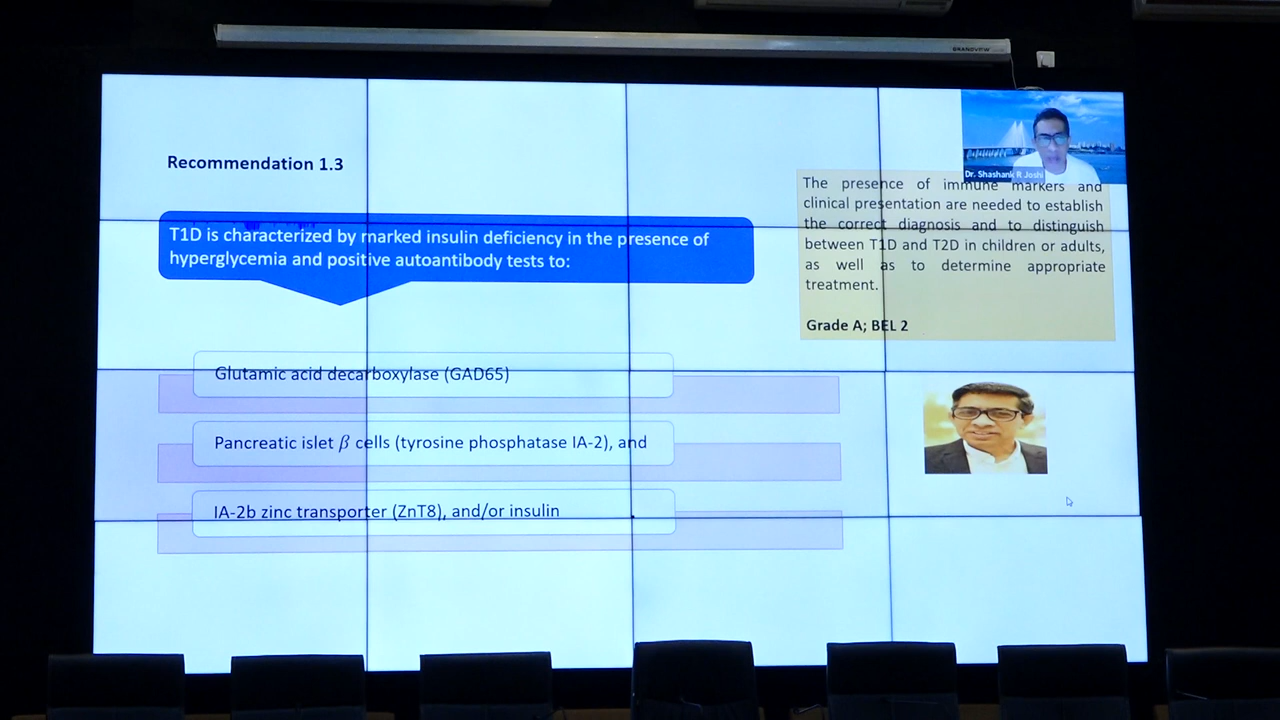 GRANDVIEW
Recommendation 1.3
T1D is characterized by marked insulin deficiency in the presence of
hyperglycemia and positive autoantibody tests to:
Glutamic acid decarboxylase (GAD65)
Pancreatic islet β cells (tyrosine phosphatase IA-2), and
IA-2b zinc transporter (ZnT8), and/or insulin
Dr. Shashank R Joshi
The presence of immune markers and
clinical presentation are needed to establish
the correct diagnosis and to distinguish
between T1D and T2D in children or adults,
as well as to determine appropriate
treatment.
Grade A; BEL 2